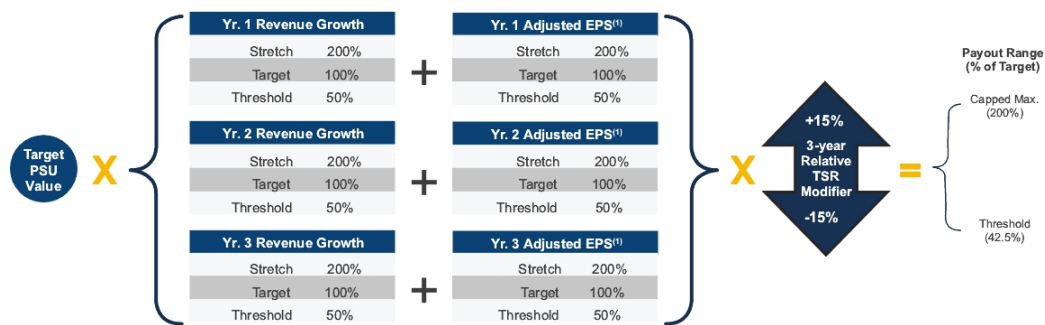 Target
PSU
Value
X
Yr. 1 Revenue Growth
Stretch 200%
Target 100%
Threshold 50%
+
Yr. 1 Adjusted EPS(1)
Stretch 200%
Target 100%
Threshold 50%
Yr. 2 Revenue Growth
Stretch 200%
Target 100%
Threshold 50%
+
Yr. 2 Adjusted EPS(1)
Stretch 200%
Target 100%
Threshold 50%
Yr. 3 Revenue Growth
Stretch 200%
Target 100%
Threshold 50%
+
Yr. 3 Adjusted EPS(1)
Stretch 200%
Target 100%
Threshold 50%
X
+15%
3-year
Relative
TSR
Modifier
-15%
=
Payout Range
(% of Target)
Capped Max.
(200%)
Threshold
(42.5%)